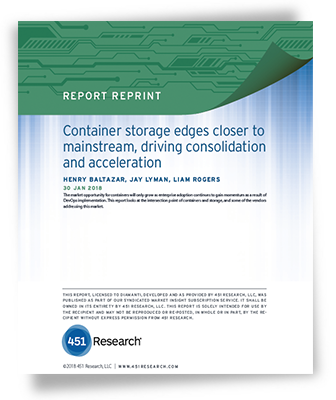 REPORT REPRINT
Container storage edges closer to
mainstream, driving consolidation
and acceleration
HENRY BALTAZAR, JAY LYMAN, LIAM ROGERS
30 JAN 2018
The market opportunity for containers will only grow as enterprise adoption continues to gain momentum as a result of
DevOps implementation. This report looks at the intersection point of containers and storage, and some of the vendors
addressing this market.
THIS REPORT, LICENSED TO DIAMANTI, DEVELOPED AND AS PROVIDED BY 451 RESEARCH, LLC, WAS
PUBLISHED AS PART OF OUR SYNDICATED MARKET INSIGHT SUBSCRIPTION SERVICE. IT SHALL BE
OWNED IN ITS ENTIRETY BY 451 RESEARCH, LLC. THIS REPORT IS SOLELY INTENDED FOR USE BY
THE RECIPIENT AND MAY NOT BE REPRODUCED OR RE-POSTED, IN WHOLE OR IN PART, BY THE RE-
CIPIENT WITHOUT EXPRESS PERMISSION FROM 451 RESEARCH.
451 Research®
©2018 451 Research, LLC | WWW.451RESEARCH.COM